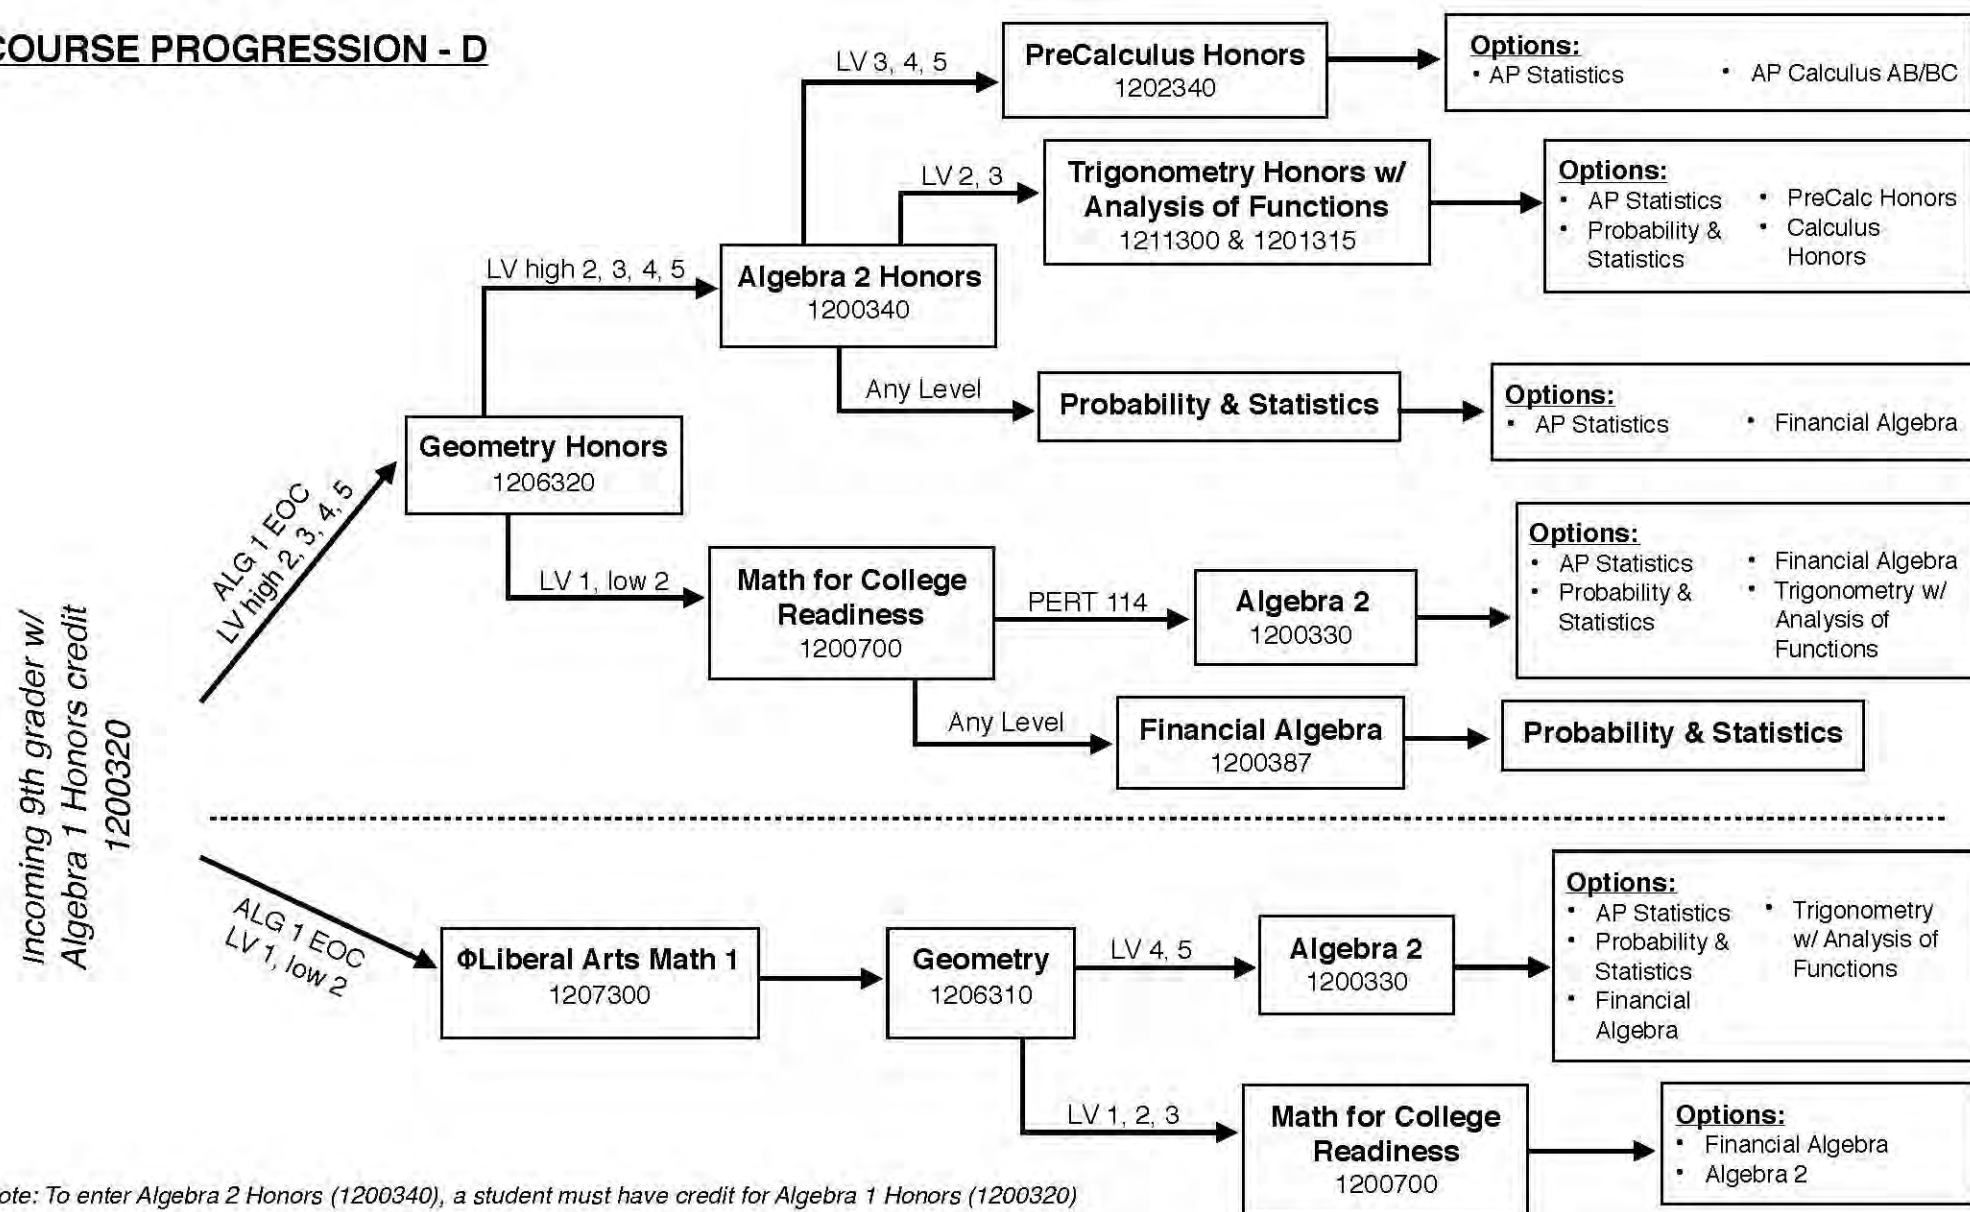 COURSE PROGRESSION - D
Incoming 9th grader w/
Algebra 1 Honors credit
1200320
ALG 1 EOC
LV high 2, 3, 4, 5
Geometry Honors
1206320
LV high 2, 3, 4, 5
Algebra 2 Honors
1200340
LV 3, 4, 5
PreCalculus Honors
1202340
Options:
• AP Statistics
• AP Calculus AB/BC
LV 2, 3
Trigonometry Honors w/
Analysis of Functions
1211300 & 1201315
Options:
• AP Statistics
• Probability &
Statistics
• PreCalc Honors
• Calculus
Honors
Any Level
Probability & Statistics
Options:
• AP Statistics
• Financial Algebra
LV 1, low 2
Math for College
Readiness
1200700
PERT 114
Algebra 2
1200330
Options:
• AP Statistics
• Probability &
Statistics
• Financial Algebra
• Trigonometry w/
Analysis of
Functions
Any Level
Financial Algebra
1200387
Probability & Statistics
ALG 1 EOC
LV 1, low 2
ΦLiberal Arts Math 1
1207300
Geometry
1206310
LV 4, 5
Algebra 2
1200330
Options:
• AP Statistics
• Probability &
Statistics
• Financial
Algebra
• Trigonometry
w/ Analysis of
Functions
LV 1, 2, 3
Math for College
Readiness
1200700
Options:
• Financial Algebra
• Algebra 2
ote: To enter Algebra 2 Honors (1200340), a student must have credit for Algebra 1 Honors (1200320)